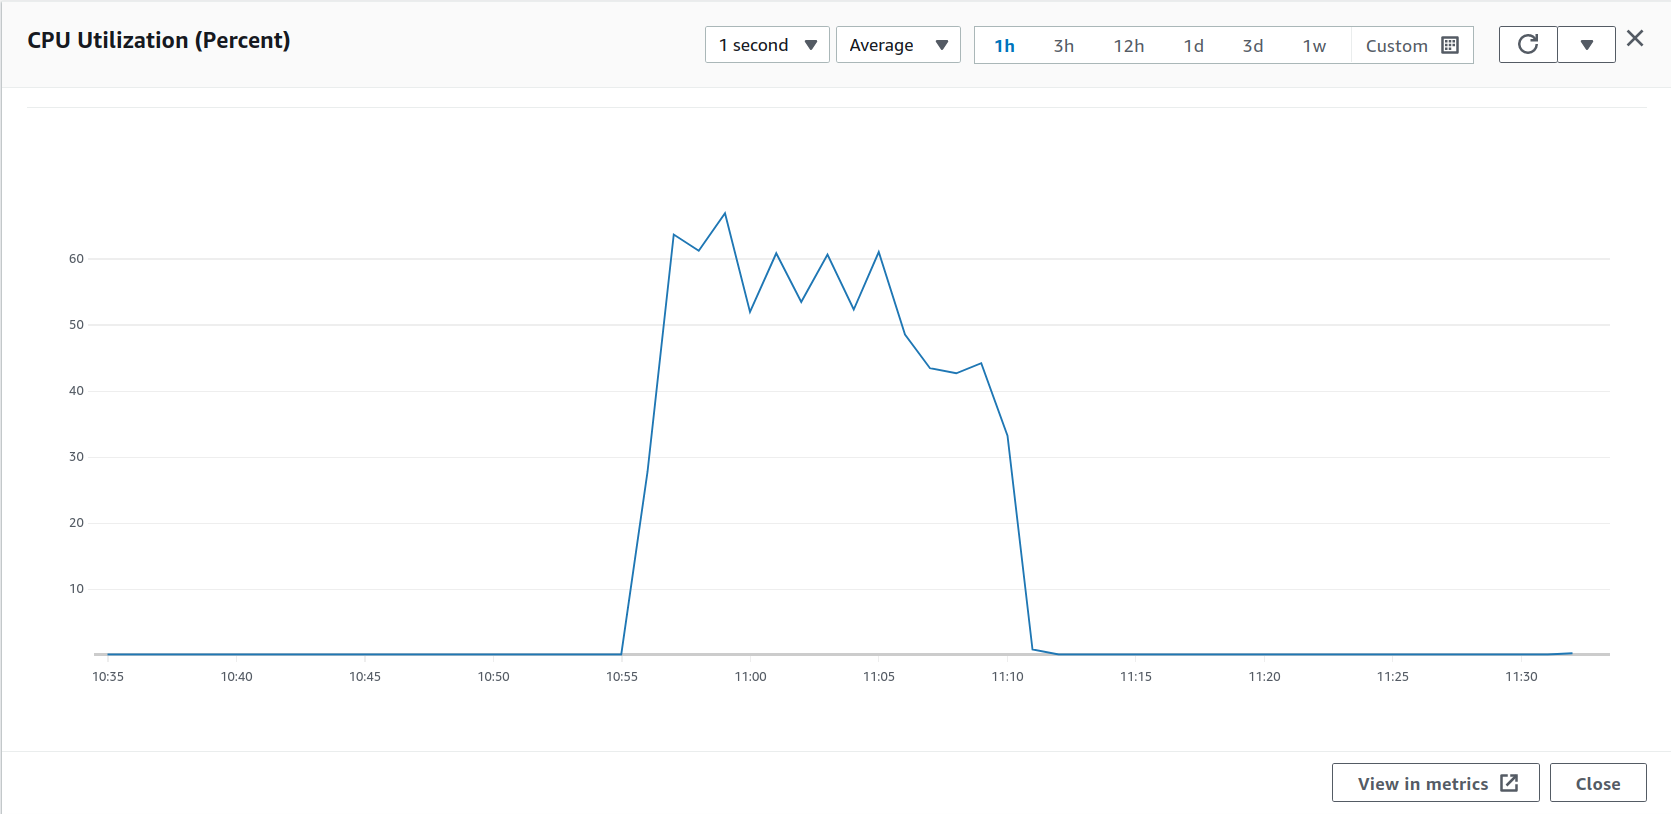 CPU Utilization (Percent)
1 second
Average
1h 3h 12h 1d 3d 1w Custom
60
50
40
30
20
10
10:35 10:40 10:45 10:50 10:55 11:00 11:05 11:10 11:15 11:20 11:25 11:30
View in metrics
Close